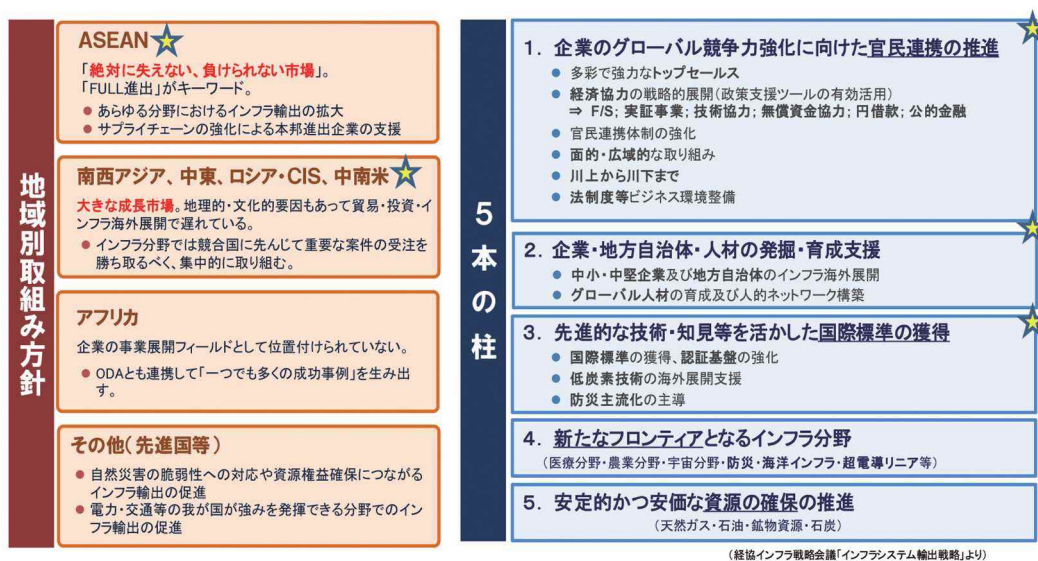 地域別取組み方針
ASEAN
「絶対に失えない、負けられない市場」。
「FULL進出」がキーワード。
● あらゆる分野におけるインフラ輸出の拡大
● サプライチェーンの強化による本邦進出企業の支援
南西アジア、中東、ロシア・CIS、中南米
大きな成長市場。地理的・文化的要因もあって貿易・投資・イ
ンフラ海外展開で遅れている。
● インフラ分野では競合国に先んじて重要な案件の受注を
勝ち取るべく、集中的に取り組む。
アフリカ
企業の事業展開フィールドとして位置付けられていない。
● ODAとも連携して「一つでも多くの成功事例」を生み出
す。
その他(先進国等)
● 自然災害の脆弱性への対応や資源権益確保につながる
インフラ輸出の促進
● 電力・交通等の我が国が強みを発揮できる分野でのイン
フラ輸出の促進
5本の柱
1. 企業のグローバル競争力強化に向けた官民連携の推進
● 多彩で強力なトップセールス
● 経済協力の戦略的展開(政策支援ツールの有効活用)
⇒ F/S; 実証事業; 技術協力; 無償資金協力; 円借款; 公的金融
● 官民連携体制の強化
● 面的・広域的な取り組み
● 川上から川下まで
● 法制度等ビジネス環境整備
2. 企業・地方自治体・人材の発掘・育成支援
● 中小・中堅企業及び地方自治体のインフラ海外展開
● グローバル人材の育成及び人的ネットワーク構築
3. 先進的な技術・知見等を活かした国際標準の獲得
● 国際標準の獲得、認証基盤の強化
● 低炭素技術の海外展開支援
● 防災主流化の主導
4. 新たなフロンティアとなるインフラ分野
(医療分野・農業分野・宇宙分野・防災・海洋インフラ・超電導リニア等)
5. 安定的かつ安価な資源の確保の推進
(天然ガス・石油・鉱物資源・石炭)
(経協インフラ戦略会議「インフラシステム輸出戦略」より)